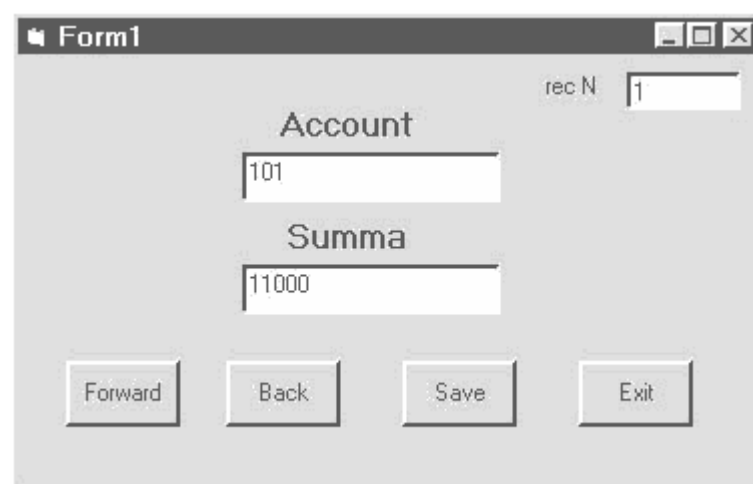 Form1
rec N 1
Account
101
Summa
11000
Forward Back Save Exit